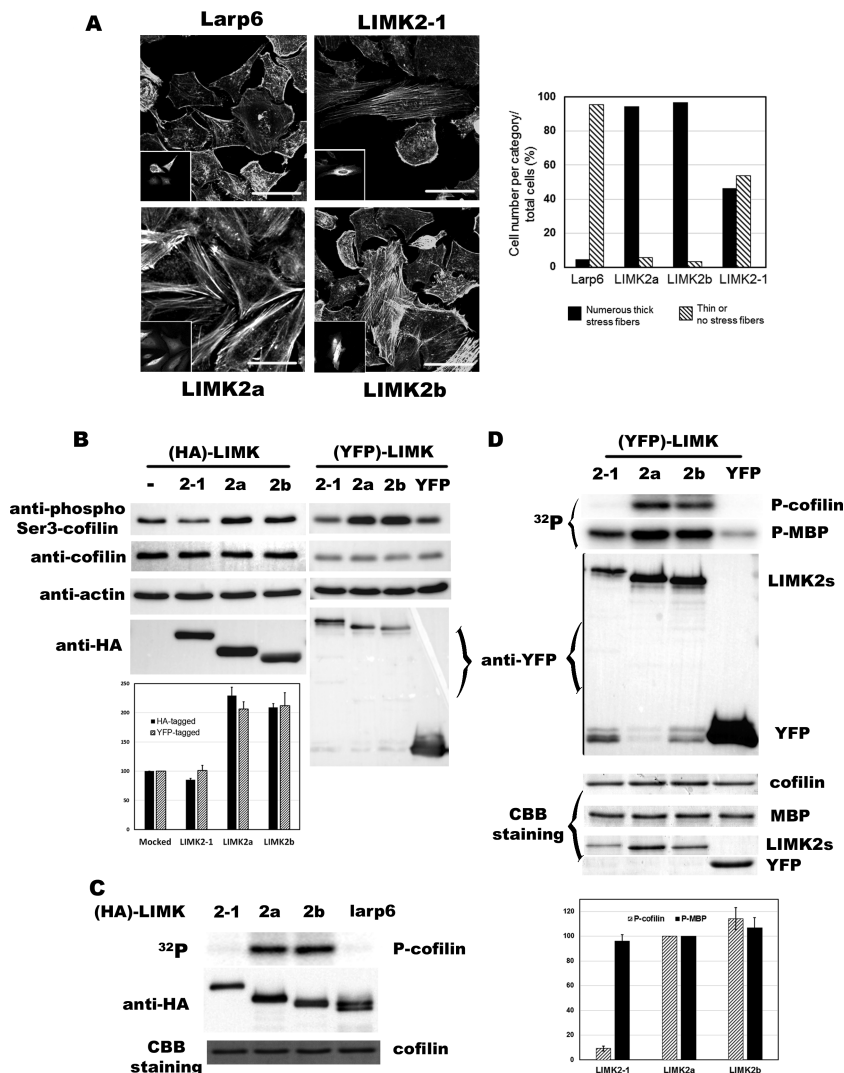 A
Larp6
LIMK2-1
LIMK2a
LIMK2b
Cell number per category/
total cells (%)
100
80
60
40
20
0
Larp6 LIMK2a LIMK2b LIMK2-1
Numerous thick
stress fibers
Thin or
no stress fibers
B
(HA)-LIMK
(YFP)-LIMK
- 2-1 2a 2b
2-1 2a 2b YFP
anti-phospho
Ser3-cofilin
anti-cofilin
anti-actin
anti-HA
anti-YFP
250
200
150
100
50
0
HA-tagged
YFP-tagged
Mocked LIMK2-1 LIMK2a LIMK2b
C
(HA)-LIMK 2-1 2a 2b larp6
32P
P-cofilin
anti-HA
CBB
staining
cofilin
D
(YFP)-LIMK
2-1 2a 2b YFP
32P
P-cofilin
P-MBP
LIMK2s
YFP
cofilin
CBB
staining
MBP
LIMK2s
YFP
120
100
80
60
40
20
0
P-cofilin P-MBP
LIMK2-1 LIMK2a LIMK2b